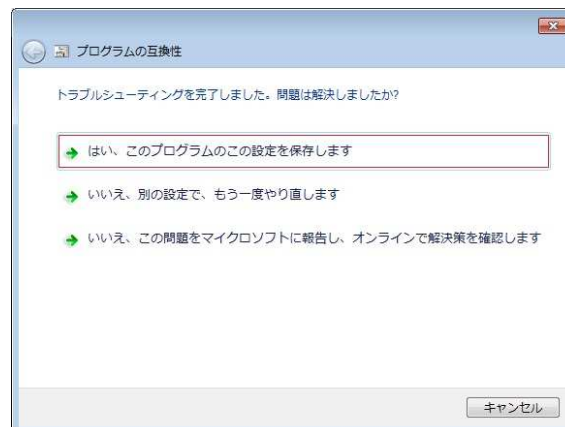 プログラムの互換性
トラブルシューティングを完了しました。問題は解決しましたか?
はい、このプログラムのこの設定を保存します
いいえ、別の設定で、もう一度やり直します
いいえ、この問題をマイクロソフトに報告し、オンラインで解決策を確認します
キャンセル